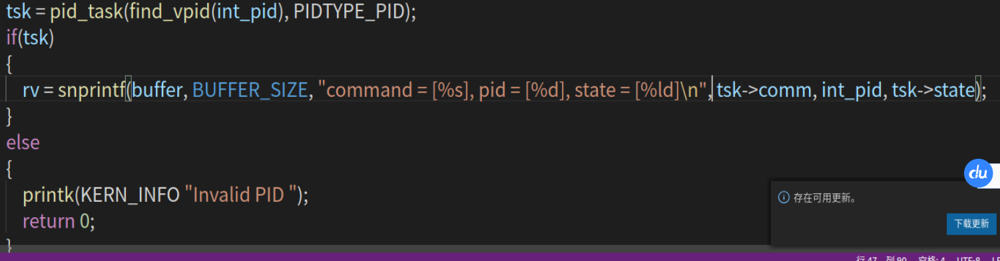 tsk = pid_task(find_vpid(int_pid), PIDTYPE_PID);
if(tsk)
{
rv = snprintf(buffer, BUFFER_SIZE, "command = [%s], pid = [%d], state = [%ld]\n", tsk->comm, int_pid, tsk->state);
}
else
{
printk(KERN_INFO "Invalid PID ");
return 0;
}
du
存在可用更新。
下载更新
行 47, 列 90 空格: 4 UTF-8